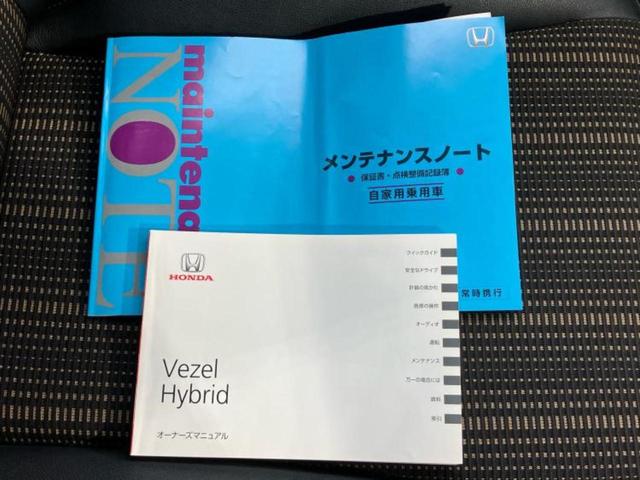 maintena
NOTE
メンテナンスノート
保証書・点検整備記録簿
自家用乗用車
常時携行
HONDA
Vezel
Hybrid
オーナーズマニュアル
クイックガイド
安全なドライブ
計器の見かた
各部の操作
オーディオ
運転
メンテナンス
万一の場合には
資料
索引